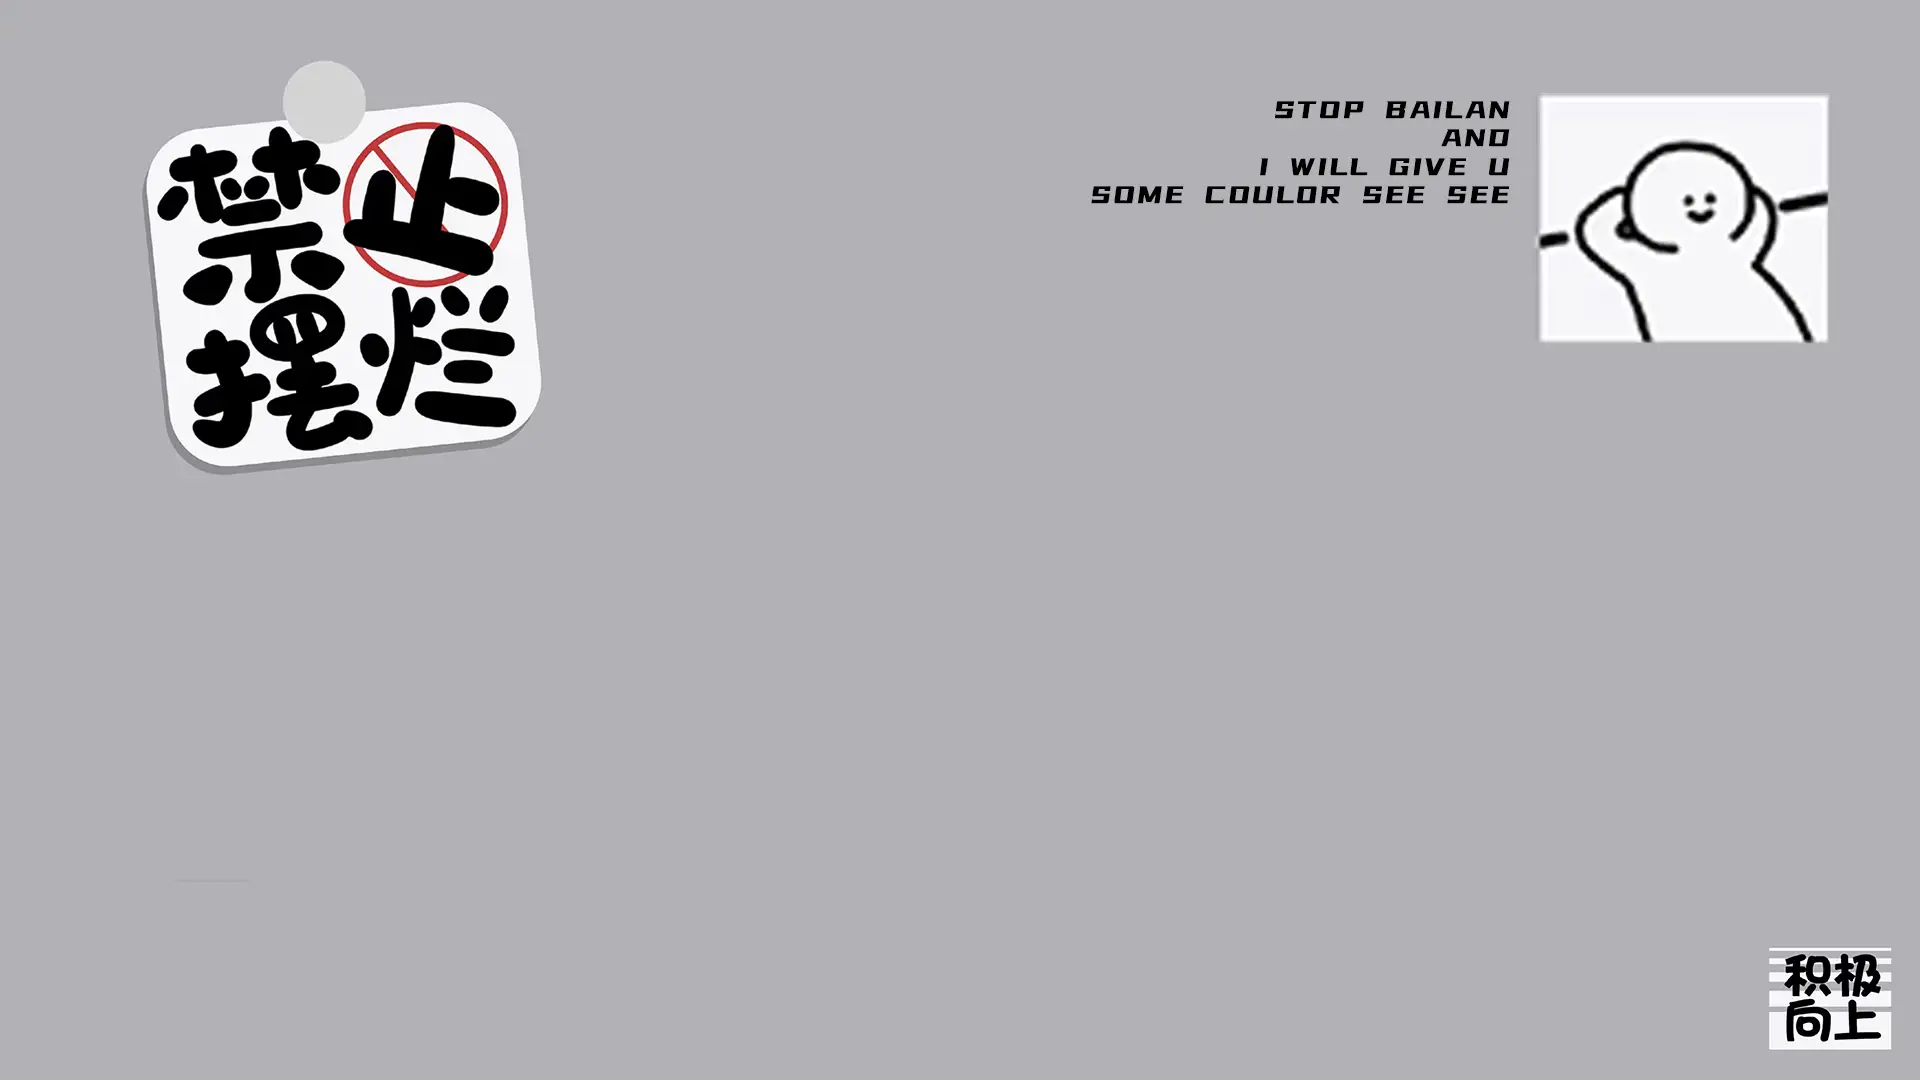 禁止
摆烂
STOP BAILAN
AND
I WILL GIVE U
SOME COULOR SEE SEE
积极
向上